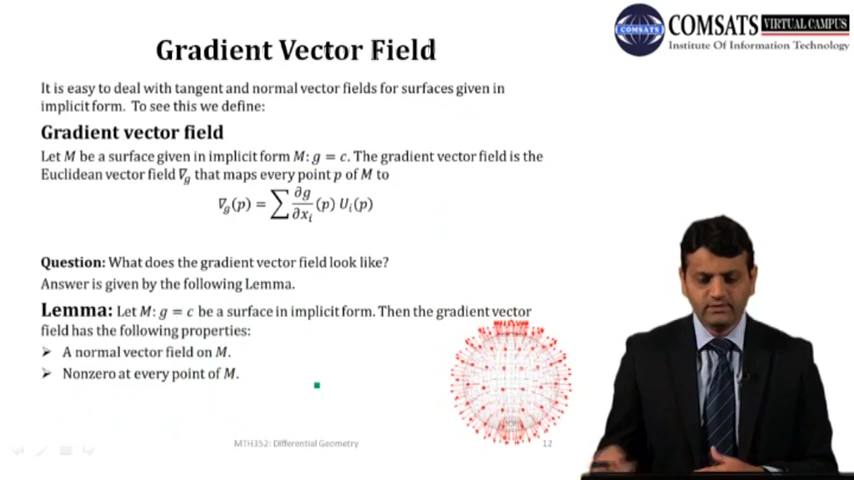 Gradient Vector Field
COMSATS VIRTUAL CAMPUS
Institute Of Information Technology
COMSATS
It is easy to deal with tangent and normal vector fields for surfaces given in
implicit form. To see this we define:
Gradient vector field
Let M be a surface given in implicit form M: g = c. The gradient vector field is the
Euclidean vector field ∇_g that maps every point p of M to
∇_g(p) = ∑ ∂g/∂x_i (p) U_i(p)
Question: What does the gradient vector field look like?
Answer is given by the following Lemma.
Lemma: Let M: g = c be a surface in implicit form. Then the gradient vector
field has the following properties:
➢ A normal vector field on M.
➢ Nonzero at every point of M.
MTH352: Differential Geometry
12